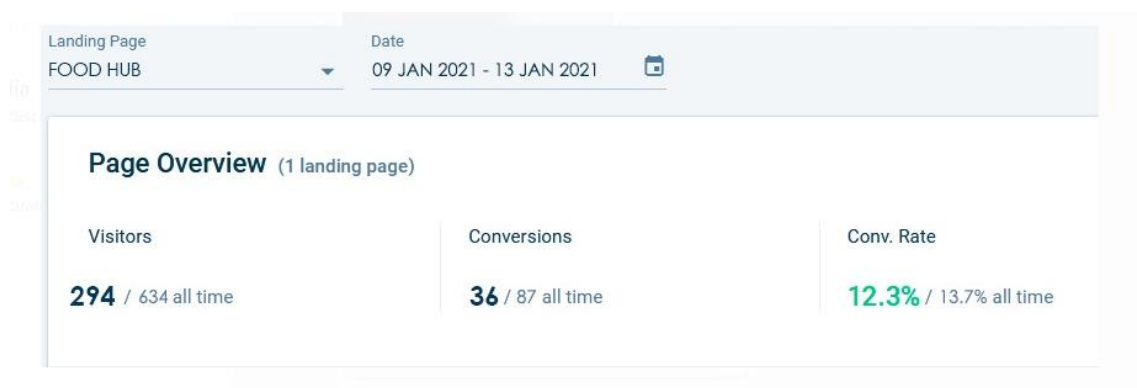 Landing Page
FOOD HUB
Date
09 JAN 2021 - 13 JAN 2021
Page Overview (1 landing page)
Visitors
294 / 634 all time
Conversions
36 / 87 all time
Conv. Rate
12.3% / 13.7% all time